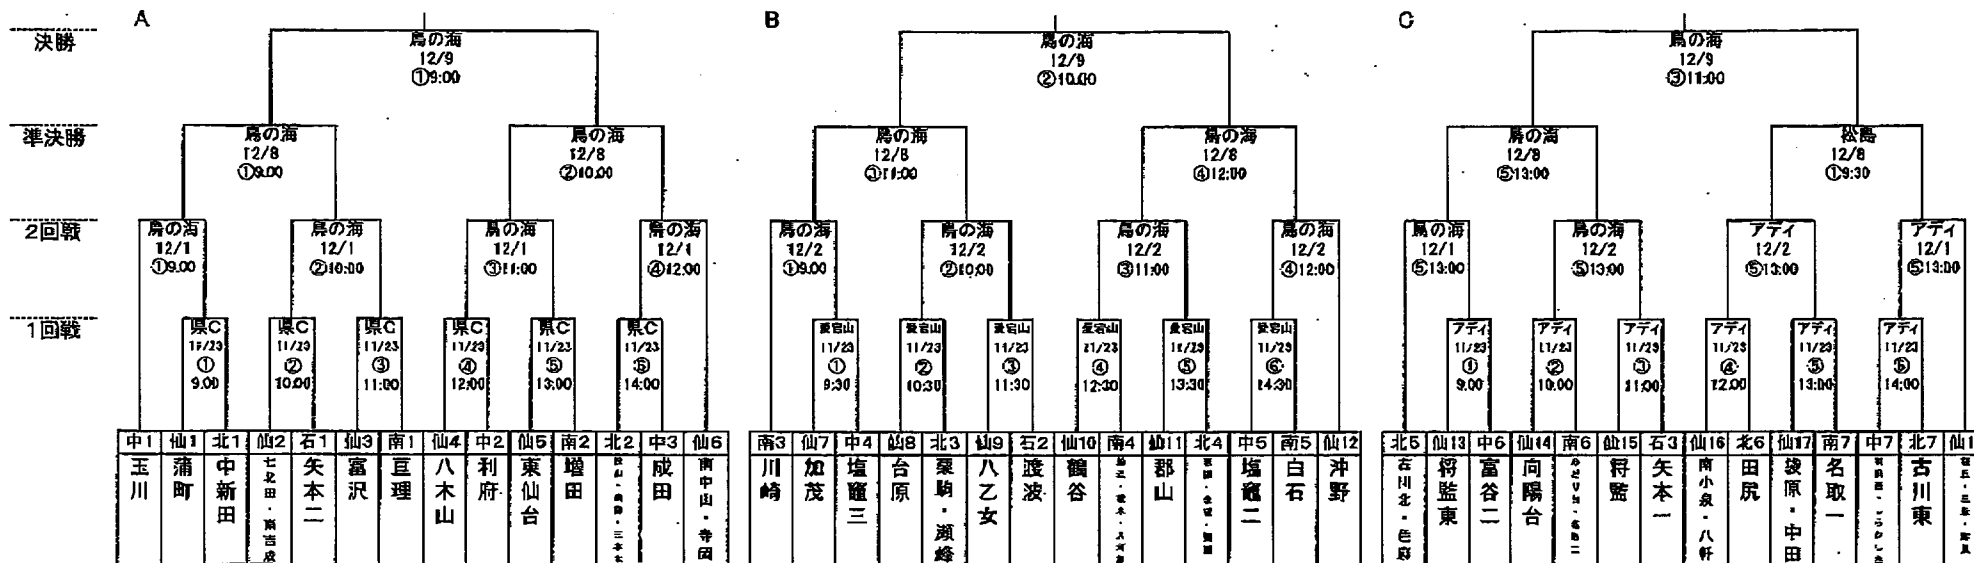 A B C
決勝
鳥の海 鳥の海 鳥の海
12/9 12/9 12/9
①9:00 ②10:00 ③11:00
準決勝
鳥の海 鳥の海 鳥の海 鳥の海 鳥の海 松島
12/8 12/8 12/8 12/8 12/8 12/8
①9:00 ②10:00 ③11:00 ④12:00 ⑤13:00 ①9:30
2回戦
鳥の海 鳥の海 鳥の海 鳥の海 鳥の海 鳥の海 鳥の海 鳥の海 鳥の海 鳥の海 アディ アディ
12/1 12/1 12/1 12/1 12/2 12/2 12/2 12/2 12/1 12/2 12/2 12/1
①9:00 ②10:00 ③11:00 ④12:00 ①9:00 ②10:00 ③11:00 ④12:00 ⑤13:00 ⑤13:00 ⑤13:00 ⑤13:00
1回戦
県C 県C 県C 県C 県C 県C 愛宕山 愛宕山 愛宕山 愛宕山 愛宕山 愛宕山 アディ アディ アディ アディ アディ アディ
11/23 11/23 11/23 11/23 11/23 11/23 11/23 11/23 11/23 11/23 11/23 11/23 11/23 11/23 11/23 11/23 11/23 11/23
① ② ③ ④ ⑤ ⑥ ① ② ③ ④ ⑤ ⑥ ① ② ③ ④ ⑤ ⑥
9:00 10:00 11:00 12:00 13:00 14:00 9:30 10:30 11:30 12:30 13:30 14:30 9:00 10:00 11:00 12:00 13:00 14:00
中1 仙1 北1 仙2 石1 仙3 南1 仙4 中2 仙5 南2 北2 中3 仙6 南3 仙7 中4 仙8 北3 仙9 石2 仙10 南4 仙11 北4 中5 南5 仙12 北5 仙13 中6 仙14 南6 仙15 石3 仙16 北6 仙17 南7 中7 北7 仙1
玉川
蒲町
中新田
七北田・南吉成
矢本二
富沢
亘理
八木山
利府
東仙台
増田
成田
南中山・寺岡
川崎
加茂
塩竈三
台原
栗駒・瀬峰
八乙女
渡波
鶴谷
郡山
塩竈二
白石
沖野
古川北・色麻
将監東
富谷二
向陽台
将監
矢本一
南小泉・八軒
田尻
袋原・中田
名取一
古川東